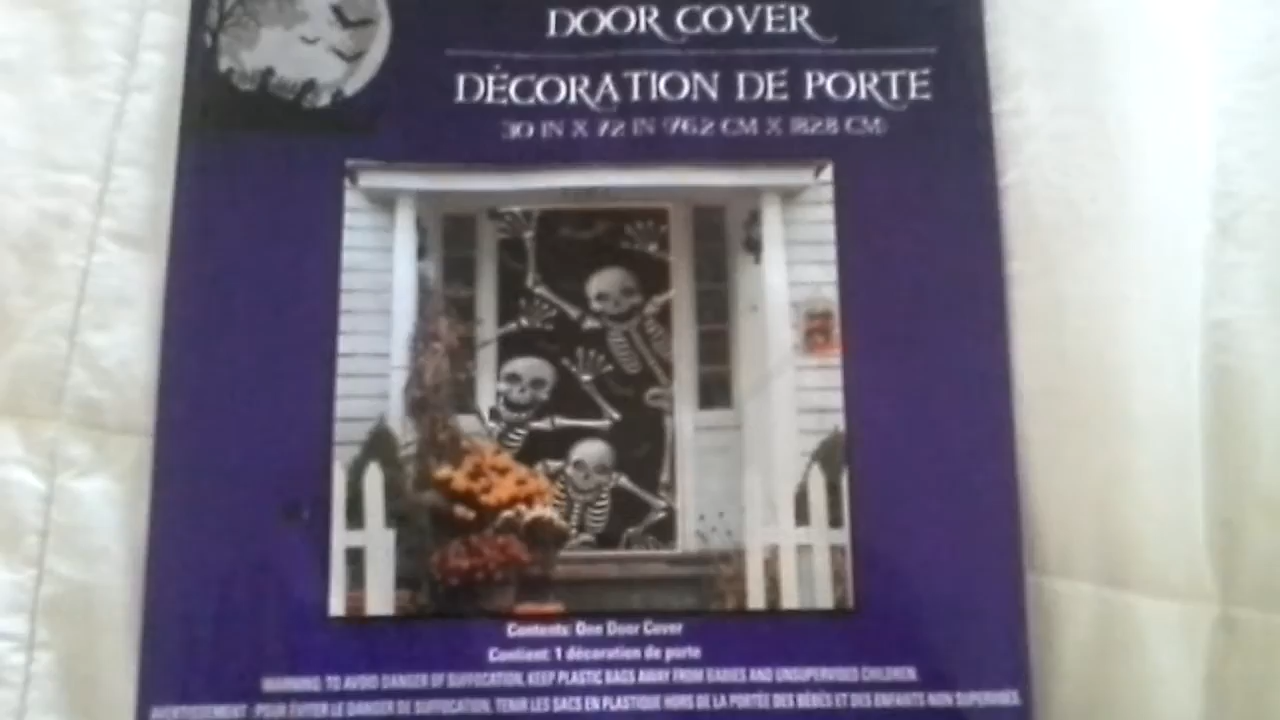 DOOR COVER
DÉCORATION DE PORTE
30 IN X 72 IN (76.2 CM X 182.8 CM)
Contents: One Door Cover
Contient: 1 décoration de porte
WARNING: TO AVOID DANGER OF SUFFOCATION, KEEP PLASTIC BAGS AWAY FROM BABIES AND UNSUPERVISED CHILDREN.
AVERTISSEMENT : POUR ÉVITER LE DANGER DE SUFFOCATION, TENIR LES SACS EN PLASTIQUE HORS DE LA PORTÉE DES BÉBÉS ET DES ENFANTS NON SUPERVISÉS.